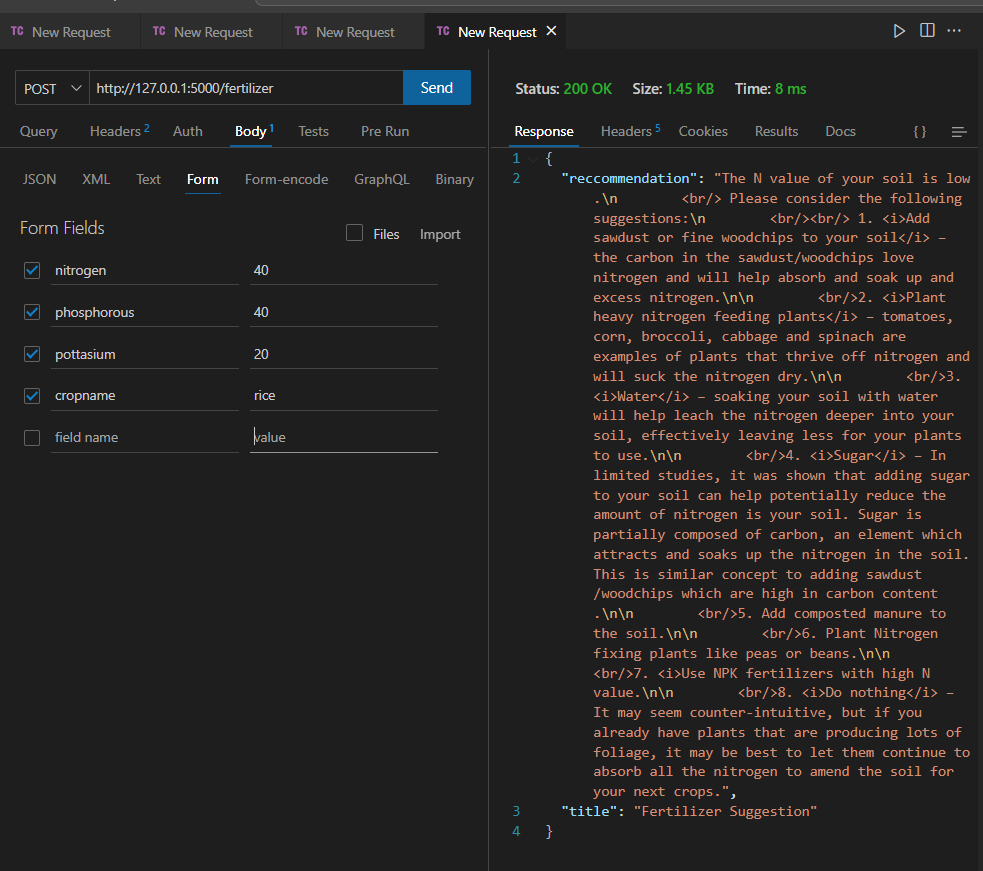 TC New Request
TC New Request
TC New Request
TC New Request ×
POST
http://127.0.0.1:5000/fertilizer
Send
Query
Headers 2
Auth
Body 1
Tests
Pre Run
JSON
XML
Text
Form
Form-encode
GraphQL
Binary
Form Fields
Files
Import
nitrogen
40
phosphorous
40
pottasium
20
cropname
rice
field name
value
Status: 200 OK
Size: 1.45 KB
Time: 8 ms
Response
Headers 5
Cookies
Results
Docs
{ }
1 {
2 "reccommendation": "The N value of your soil is low
.\n        <br/> Please consider the following
suggestions:\n        <br/><br/> 1. <i>Add
sawdust or fine woodchips to your soil</i> –
the carbon in the sawdust/woodchips love
nitrogen and will help absorb and soak up and
excess nitrogen.\n\n        <br/>2. <i>Plant
heavy nitrogen feeding plants</i> – tomatoes,
corn, broccoli, cabbage and spinach are
examples of plants that thrive off nitrogen and
will suck the nitrogen dry.\n\n        <br/>3.
<i>Water</i> – soaking your soil with water
will help leach the nitrogen deeper into your
soil, effectively leaving less for your plants
to use.\n\n        <br/>4. <i>Sugar</i> – In
limited studies, it was shown that adding sugar
to your soil can help potentially reduce the
amount of nitrogen is your soil. Sugar is
partially composed of carbon, an element which
attracts and soaks up the nitrogen in the soil.
This is similar concept to adding sawdust
/woodchips which are high in carbon content
.\n\n        <br/>5. Add composted manure to
the soil.\n\n        <br/>6. Plant Nitrogen
fixing plants like peas or beans.\n\n
<br/>7. <i>Use NPK fertilizers with high N
value.\n\n        <br/>8. <i>Do nothing</i> –
It may seem counter-intuitive, but if you
already have plants that are producing lots of
foliage, it may be best to let them continue to
absorb all the nitrogen to amend the soil for
your next crops.",
3 "title": "Fertilizer Suggestion"
4 }